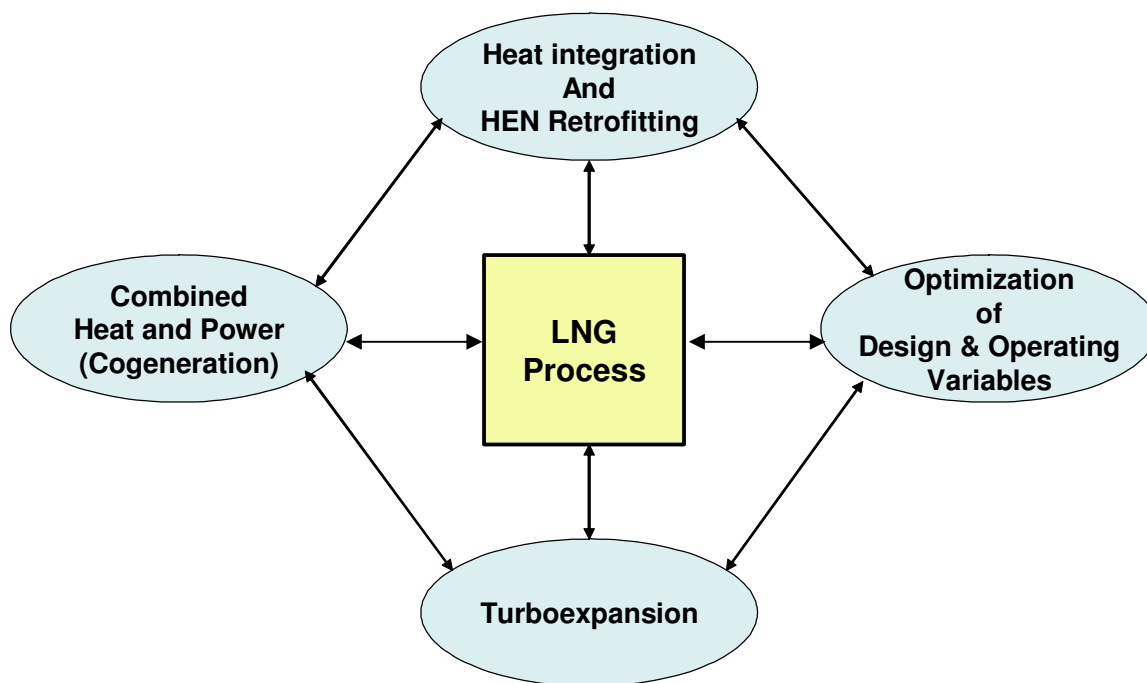 Heat integration
And
HEN Retrofitting
Combined
Heat and Power
(Cogeneration)
LNG
Process
Optimization
of
Design & Operating
Variables
Turboexpansion